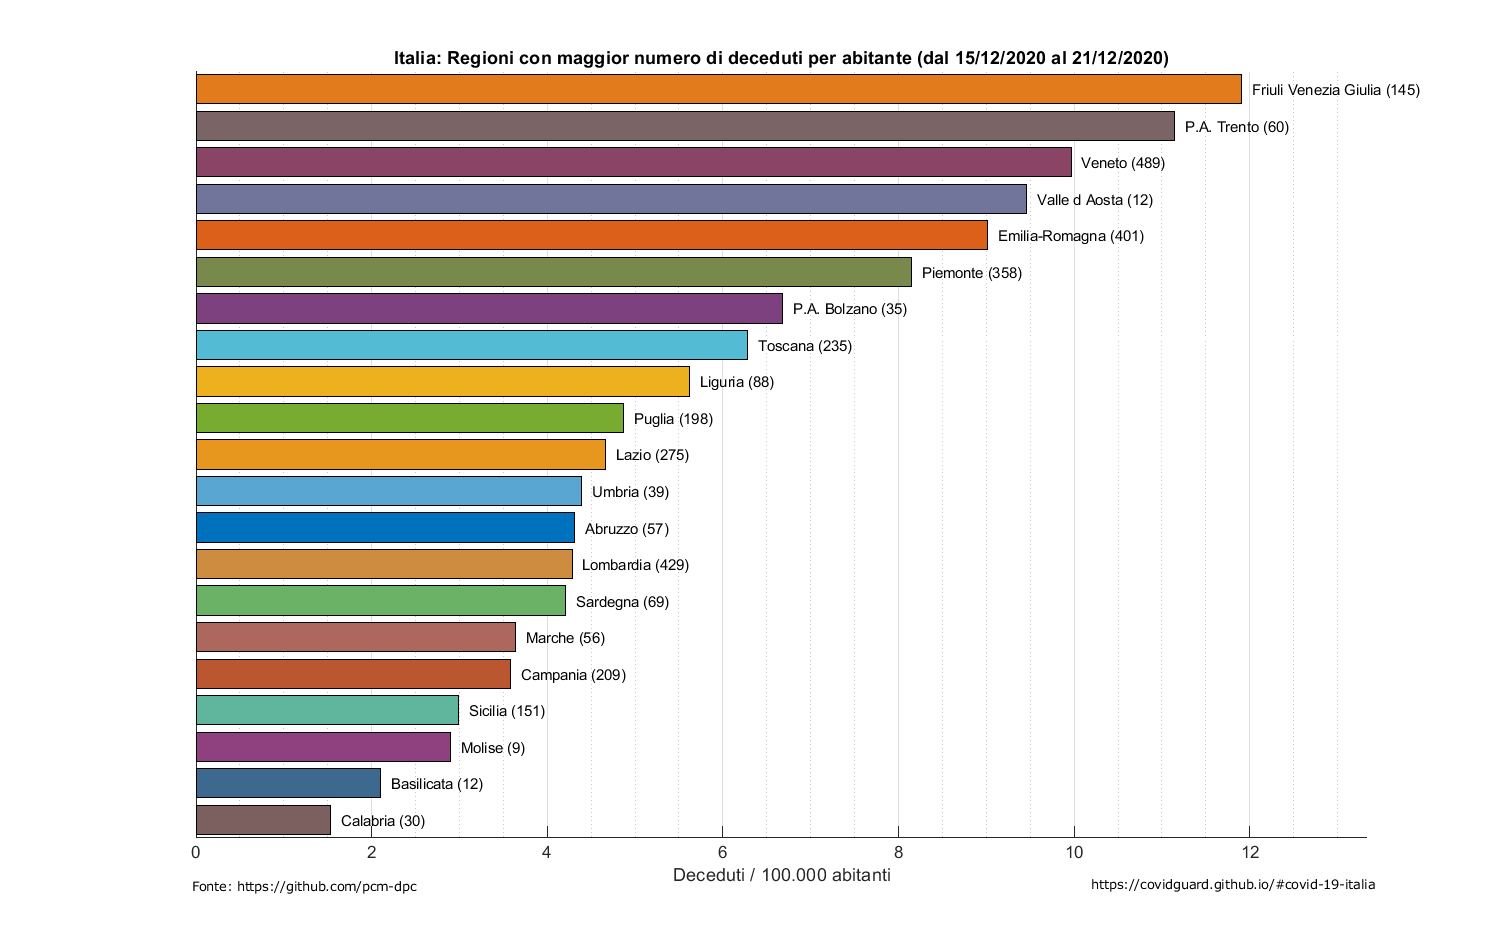 Italia: Regioni con maggior numero di deceduti per abitante (dal 15/12/2020 al 21/12/2020)
Friuli Venezia Giulia (145)
P.A. Trento (60)
Veneto (489)
Valle d Aosta (12)
Emilia-Romagna (401)
Piemonte (358)
P.A. Bolzano (35)
Toscana (235)
Liguria (88)
Puglia (198)
Lazio (275)
Umbria (39)
Abruzzo (57)
Lombardia (429)
Sardegna (69)
Marche (56)
Campania (209)
Sicilia (151)
Molise (9)
Basilicata (12)
Calabria (30)
0 2 4 6 8 10 12
Deceduti / 100.000 abitanti
Fonte: https://github.com/pcm-dpc
https://covidguard.github.io/#covid-19-italia